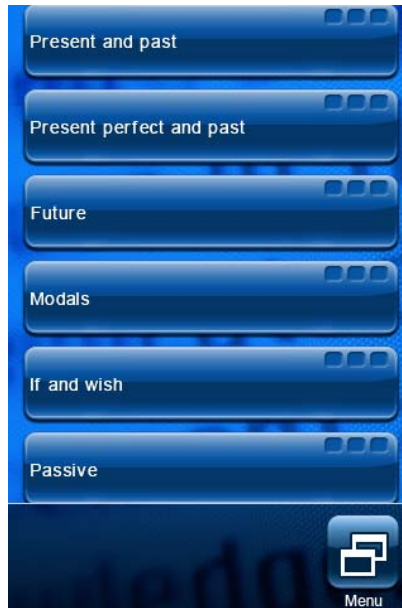 Present and past
Present perfect and past
Future
Modals
If and wish
Passive
Menu